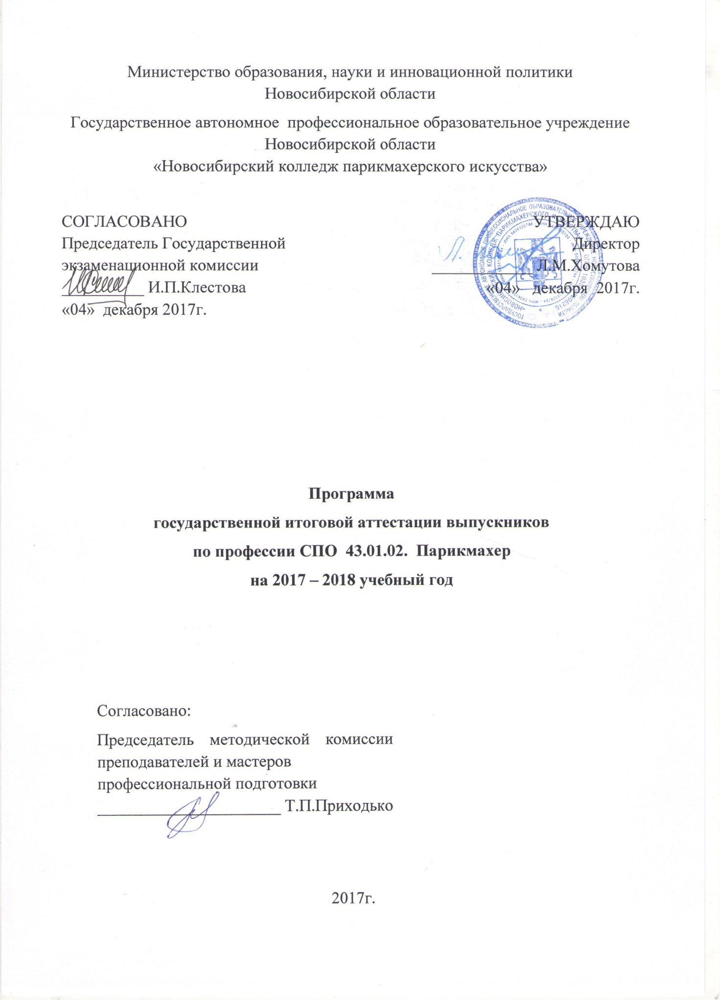 Министерство образования, науки и инновационной политики
Новосибирской области
Государственное автономное профессиональное образовательное учреждение
Новосибирской области
«Новосибирский колледж парикмахерского искусства»
СОГЛАСОВАНО
Председатель Государственной
экзаменационной комиссии
____________ И.П.Клестова
«04» декабря 2017г.
УТВЕРЖДАЮ
Директор
____________ Л.М.Хомутова
«04» декабря 2017г.
Программа
государственной итоговой аттестации выпускников
по профессии СПО 43.01.02. Парикмахер
на 2017 – 2018 учебный год
Согласовано:
Председатель методической комиссии
преподавателей и мастеров
профессиональной подготовки
______________________ Т.П.Приходько
2017г.